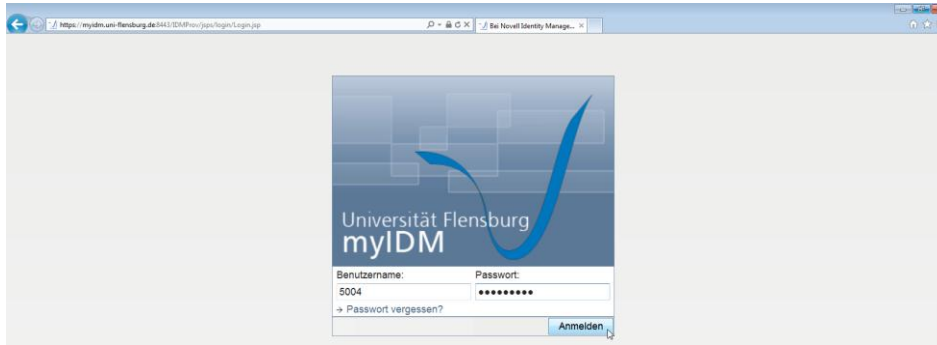 https://myidm.uni-flensburg.de:8443/IDMProv/jsps/login/Login.jsp
Bei Novell Identity Manage...
Universität Flensburg
myIDM
Benutzername: Passwort:
5004 •••••••••
→ Passwort vergessen?
Anmelden